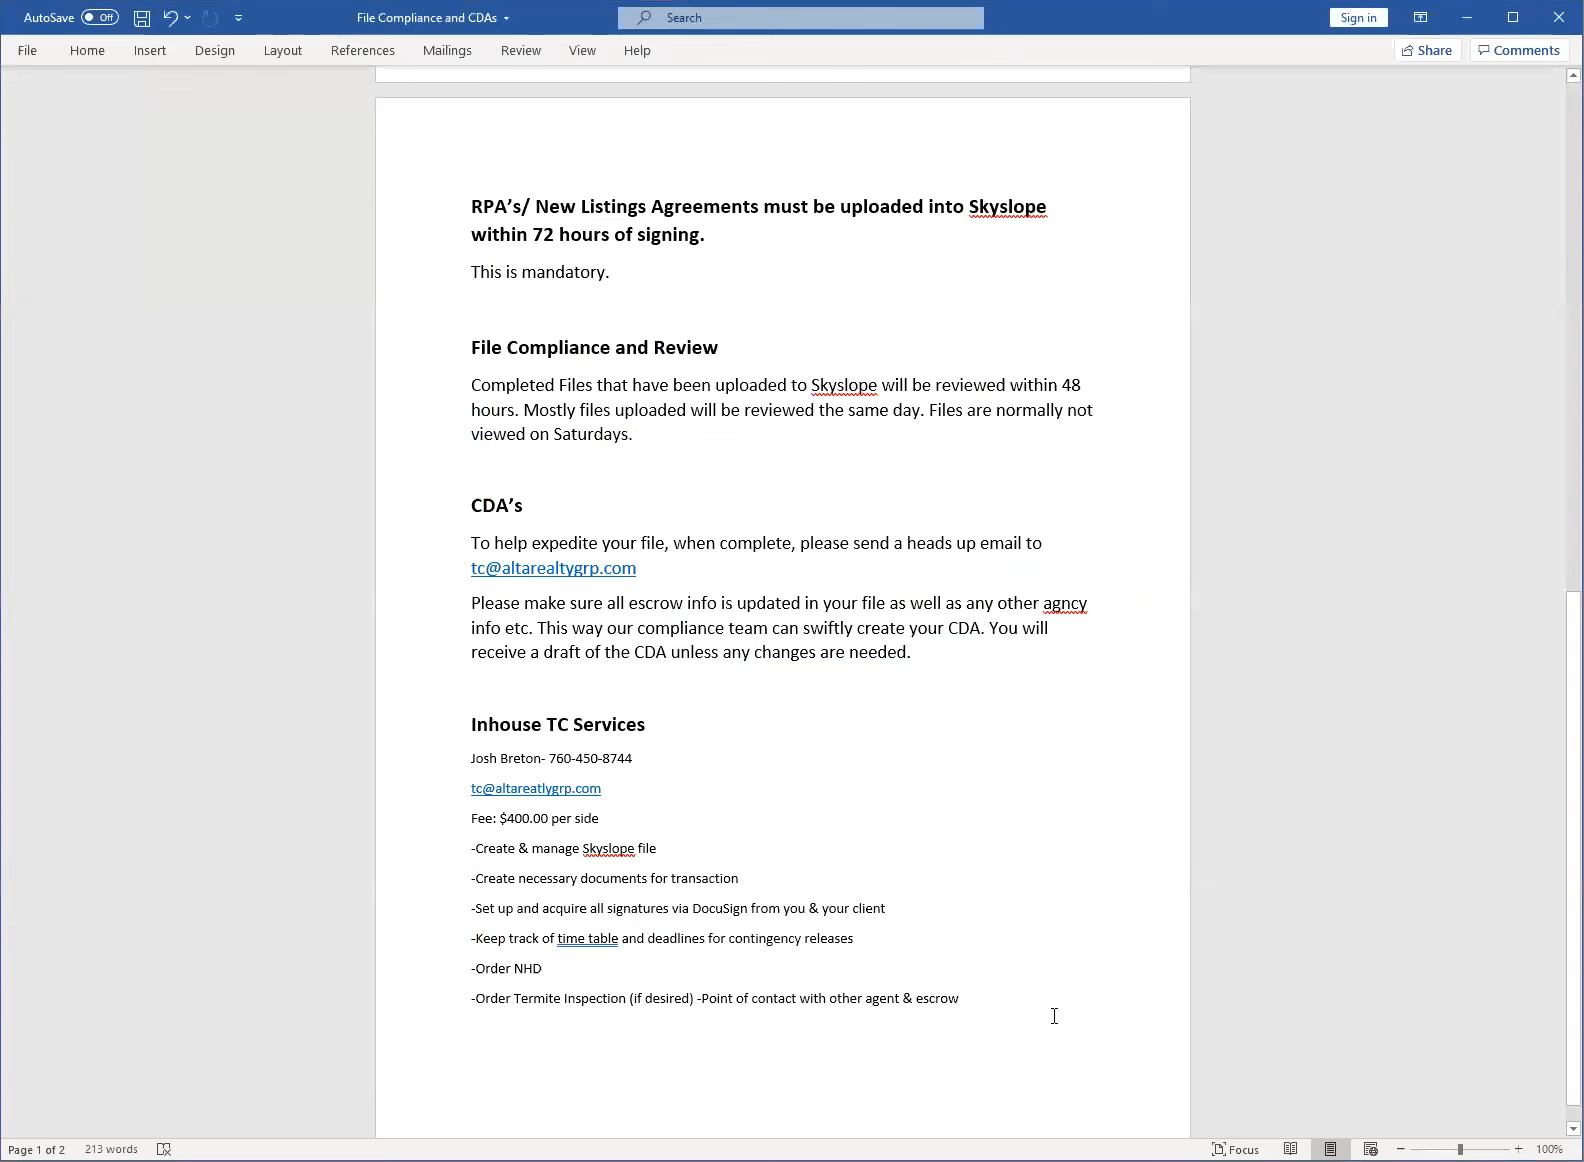 AutoSave Off File Compliance and CDAs Search Sign in
File Home Insert Design Layout References Mailings Review View Help Share Comments
RPA’s/ New Listings Agreements must be uploaded into Skyslope
within 72 hours of signing.
This is mandatory.
File Compliance and Review
Completed Files that have been uploaded to Skyslope will be reviewed within 48
hours. Mostly files uploaded will be reviewed the same day. Files are normally not
viewed on Saturdays.
CDA’s
To help expedite your file, when complete, please send a heads up email to
tc@altarealtygrp.com
Please make sure all escrow info is updated in your file as well as any other agncy
info etc. This way our compliance team can swiftly create your CDA. You will
receive a draft of the CDA unless any changes are needed.
Inhouse TC Services
Josh Breton- 760-450-8744
tc@altareatlygrp.com
Fee: $400.00 per side
-Create & manage Skyslope file
-Create necessary documents for transaction
-Set up and acquire all signatures via DocuSign from you & your client
-Keep track of time table and deadlines for contingency releases
-Order NHD
-Order Termite Inspection (if desired) -Point of contact with other agent & escrow
Page 1 of 2 213 words Focus 100%